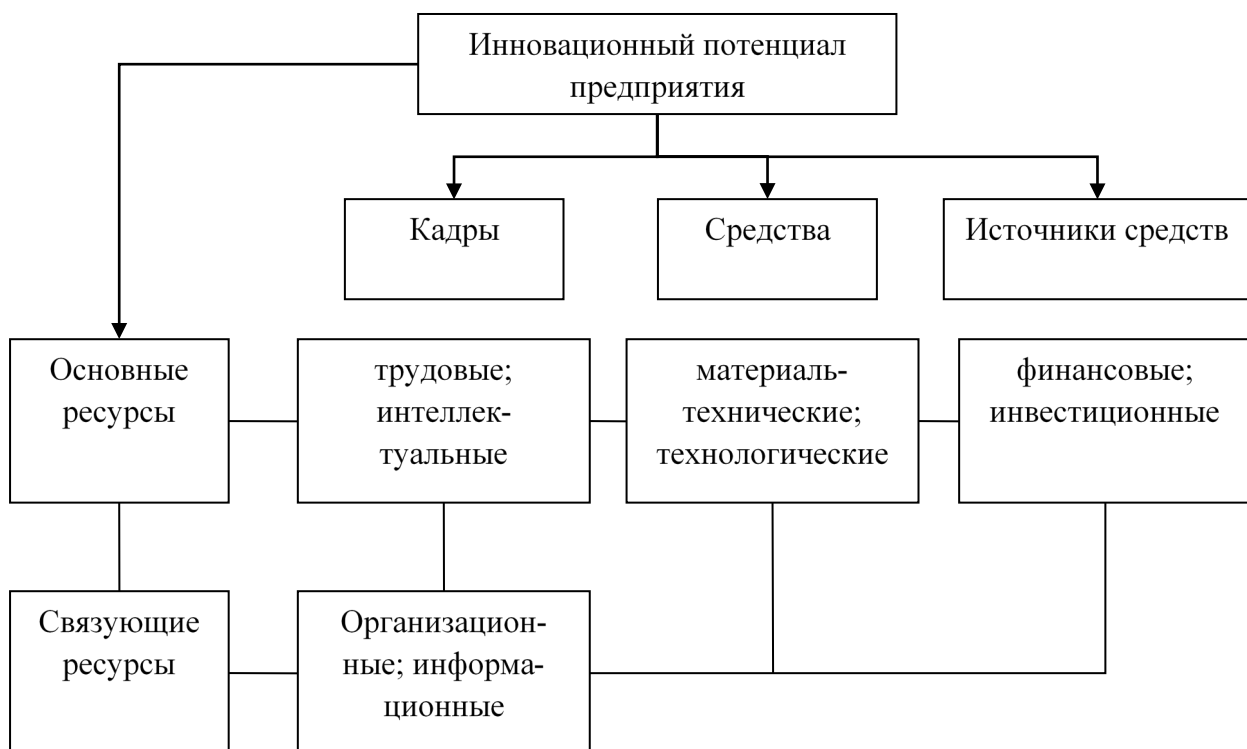 Инновационный потенциал
предприятия
Кадры
Средства
Источники средств
Основные
ресурсы
трудовые;
интеллек-
туальные
материаль-
технические;
технологические
финансовые;
инвестиционные
Связующие
ресурсы
Организацион-
ные; информа-
ционные